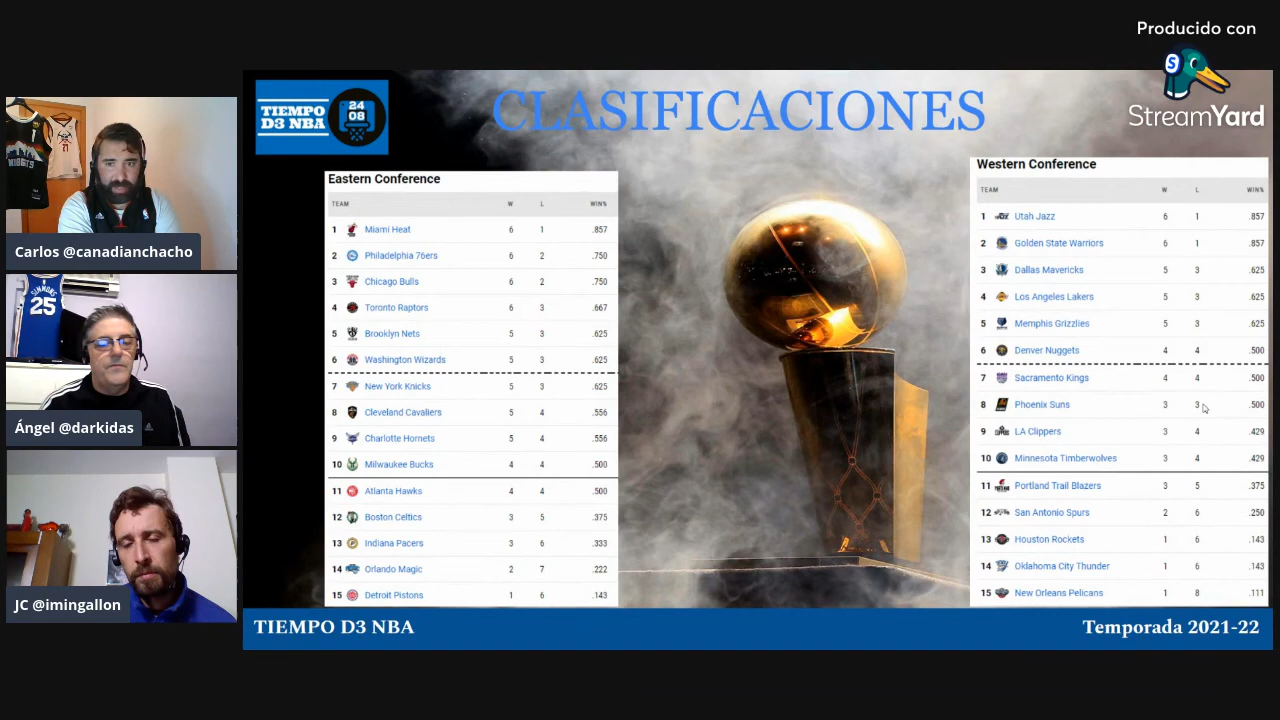 Producido con
StreamYard
TIEMPO
D3 NBA
24
08
CLASIFICACIONES
NUGGETS
Carlos @canadianchacho
SIMMONS
25
Ángel @darkidas
JC @imingallon
Eastern Conference
TEAM W L WIN%
1 Miami Heat 6 1 .857
2 Philadelphia 76ers 6 2 .750
3 Chicago Bulls 6 2 .750
4 Toronto Raptors 6 3 .667
5 Brooklyn Nets 5 3 .625
6 Washington Wizards 5 3 .625
7 New York Knicks 5 3 .625
8 Cleveland Cavaliers 5 4 .556
9 Charlotte Hornets 5 4 .556
10 Milwaukee Bucks 4 4 .500
11 Atlanta Hawks 4 4 .500
12 Boston Celtics 3 5 .375
13 Indiana Pacers 3 6 .333
14 Orlando Magic 2 7 .222
15 Detroit Pistons 1 6 .143
Western Conference
TEAM W L WIN%
1 Utah Jazz 6 1 .857
2 Golden State Warriors 6 1 .857
3 Dallas Mavericks 5 3 .625
4 Los Angeles Lakers 5 3 .625
5 Memphis Grizzlies 5 3 .625
6 Denver Nuggets 4 4 .500
7 Sacramento Kings 4 4 .500
8 Phoenix Suns 3 3 .500
9 LA Clippers 3 4 .429
10 Minnesota Timberwolves 3 4 .429
11 Portland Trail Blazers 3 5 .375
12 San Antonio Spurs 2 6 .250
13 Houston Rockets 1 6 .143
14 Oklahoma City Thunder 1 6 .143
15 New Orleans Pelicans 1 8 .111
TIEMPO D3 NBA
Temporada 2021-22